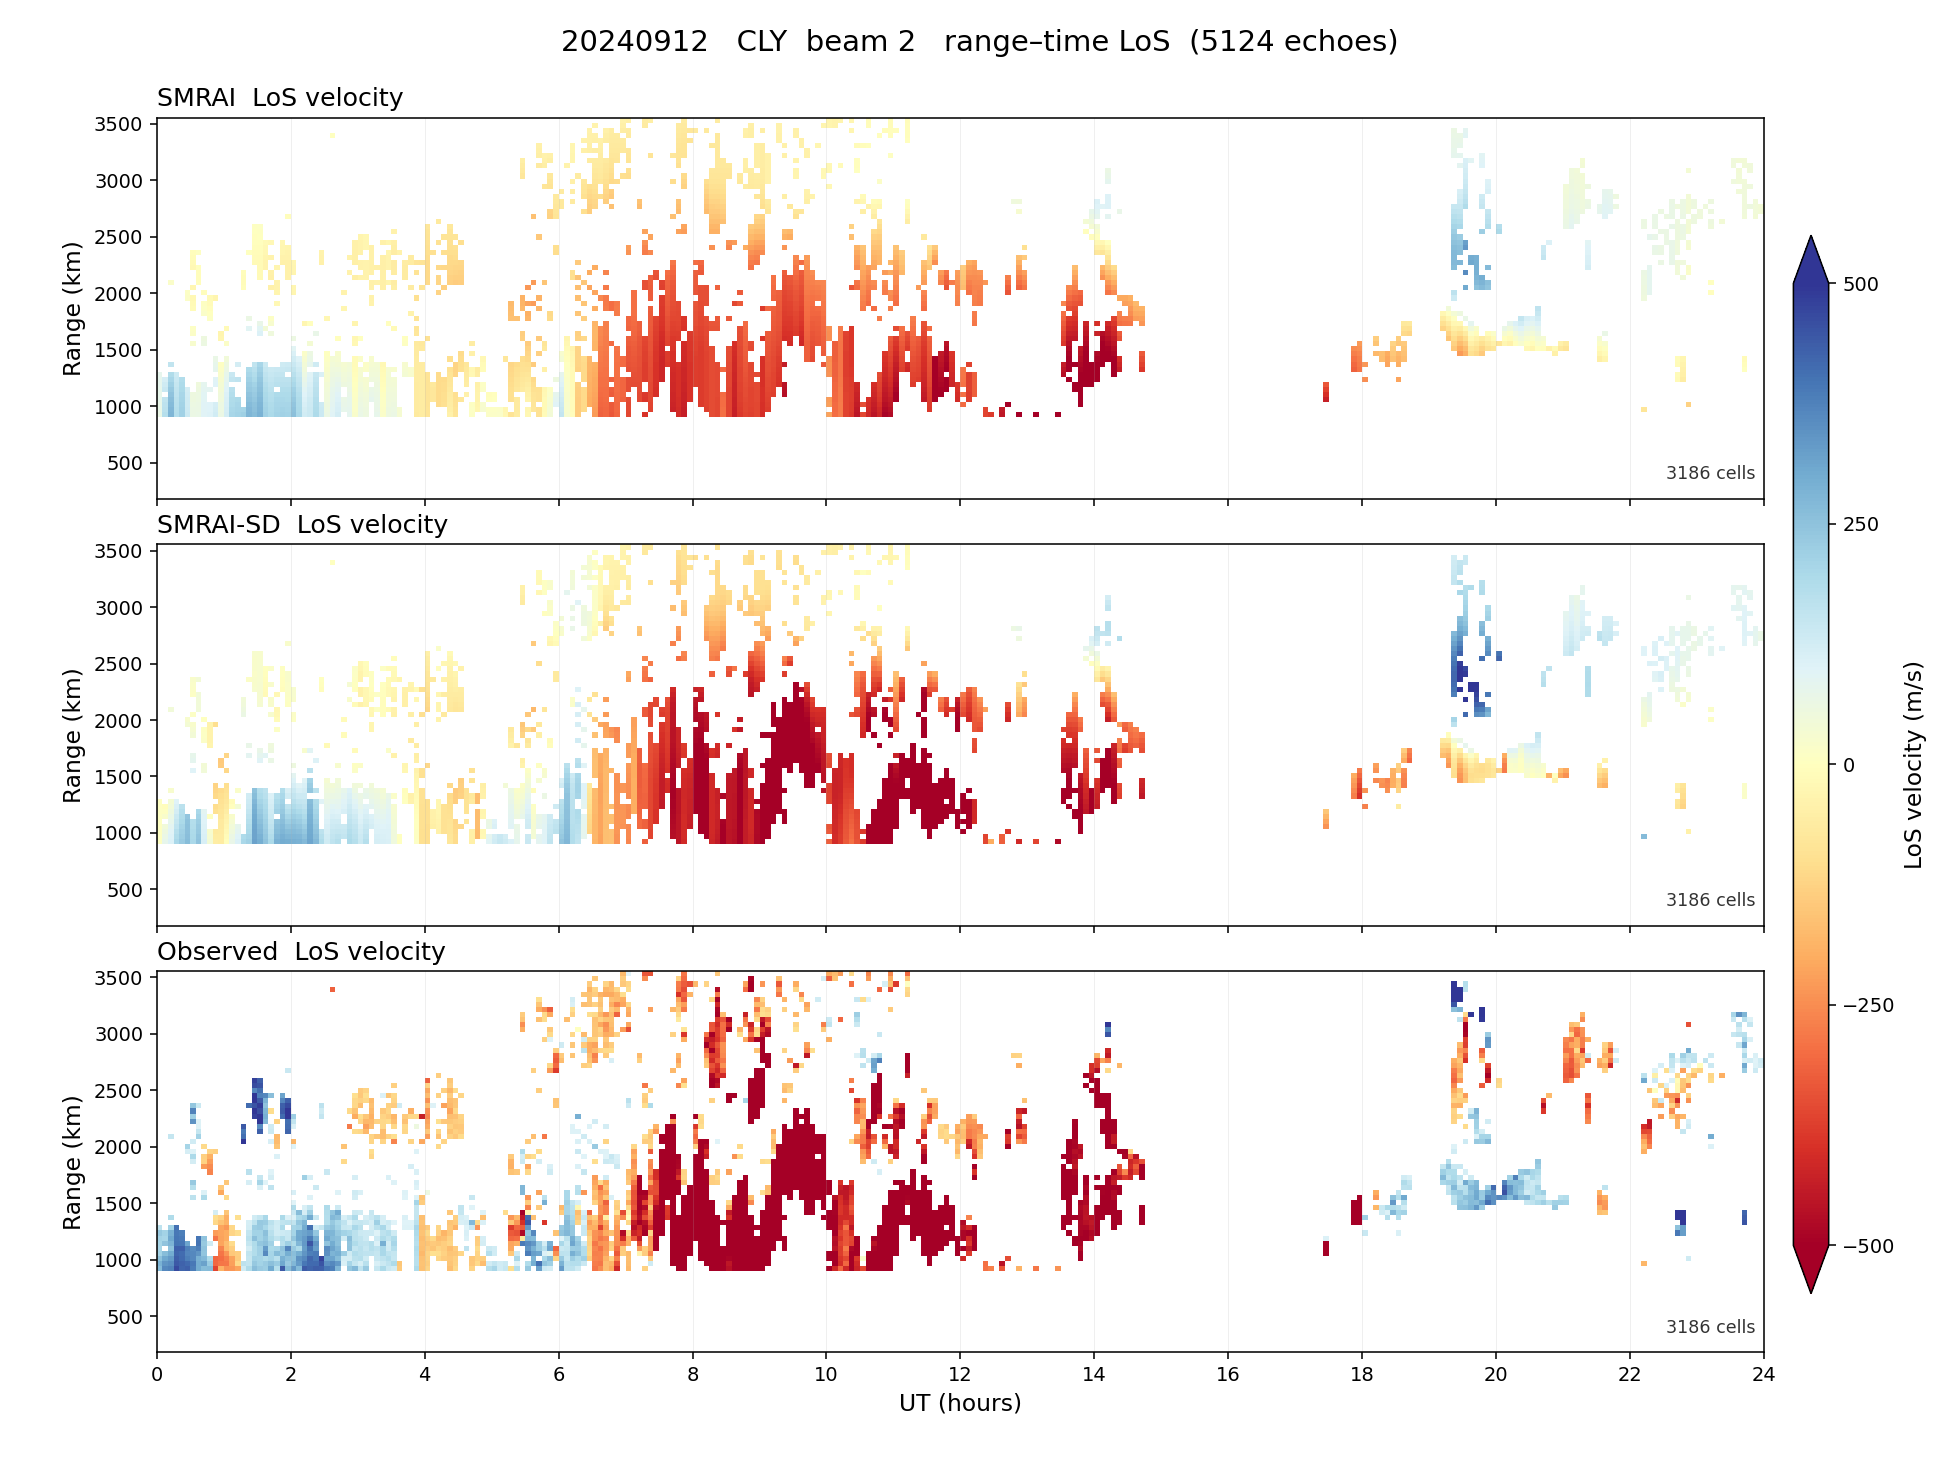 20240912   CLY  beam 2   range–time LoS  (5124 echoes)
SMRAI  LoS velocity
3500
3000
2500
2000
1500
1000
500
Range (km)
3186 cells
SMRAI-SD  LoS velocity
3500
3000
2500
2000
1500
1000
500
Range (km)
3186 cells
Observed  LoS velocity
3500
3000
2500
2000
1500
1000
500
Range (km)
3186 cells
0 2 4 6 8 10 12 14 16 18 20 22 24
UT (hours)
500
250
0
−250
−500
LoS velocity (m/s)